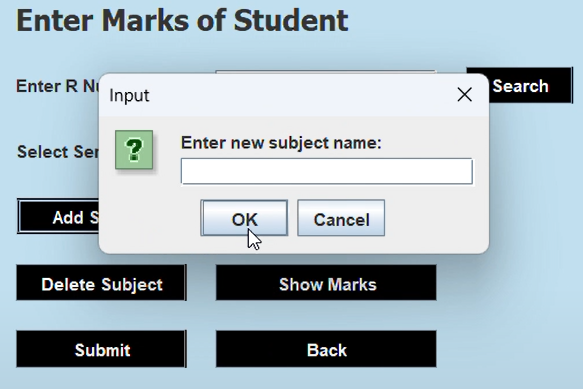 Enter Marks of Student
Enter R
Search
Input
Enter new subject name:
?
Select
OK
Cancel
Add
Delete Subject
Show Marks
Submit
Back